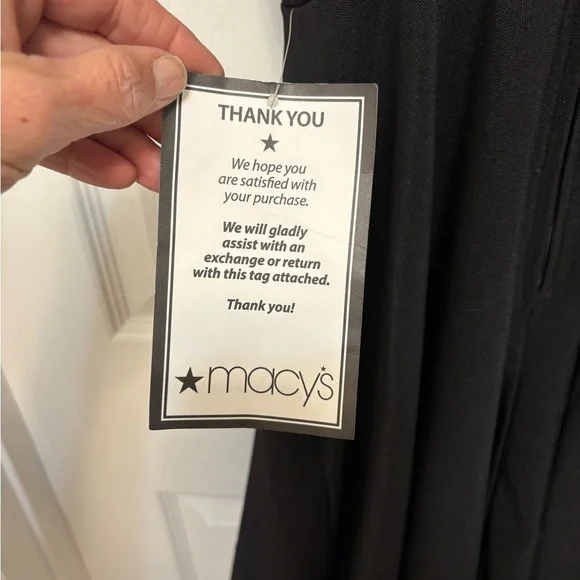 THANK YOU
We hope you
are satisfied with
your purchase.
We will gladly
assist with an
exchange or return
with this tag attached.
Thank you!
★macy's